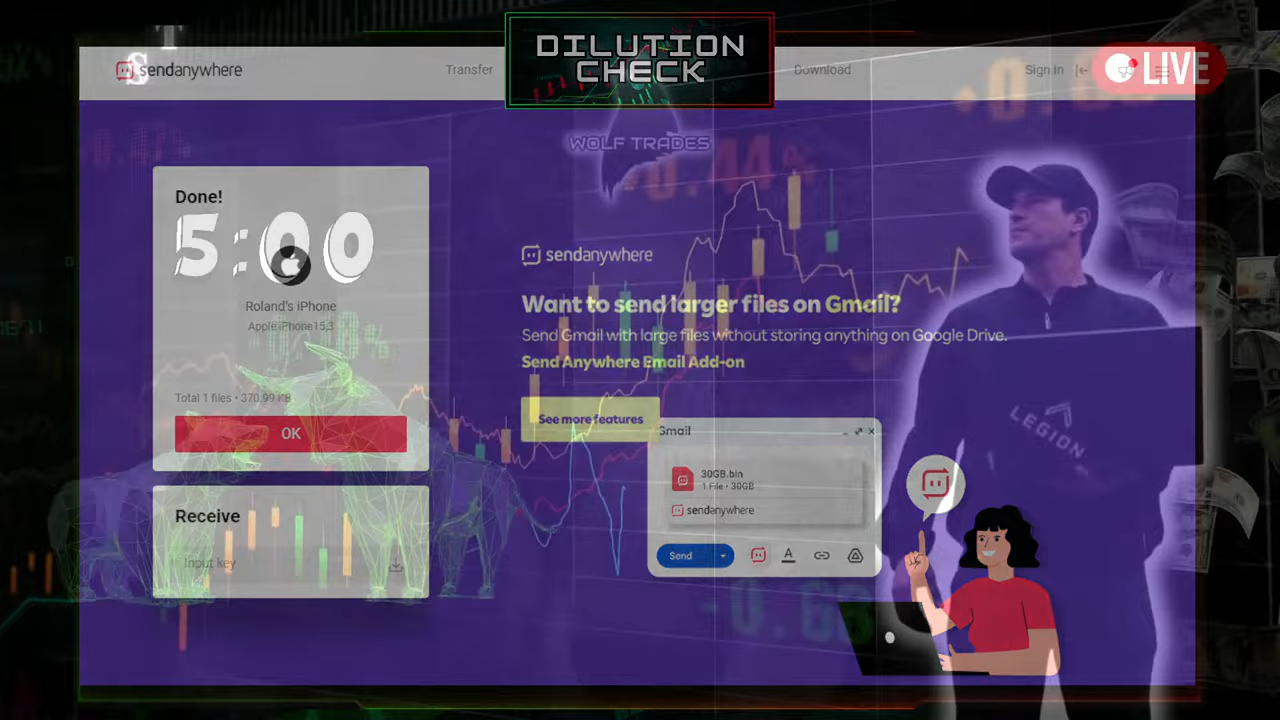 DILUTION
CHECK
LIVE
sendanywhere
Transfer
Download
Sign in
WOLF TRADES
Done!
5:00
Roland's iPhone
Apple iPhone15,3
Total 1 files • 370.99 KB
OK
Receive
Input key
sendanywhere
Want to send larger files on Gmail?
Send Gmail with large files without storing anything on Google Drive.
Send Anywhere Email Add-on
See more features
Gmail
30GB.bin
1 File • 30GB
sendanywhere
Send
LEGION